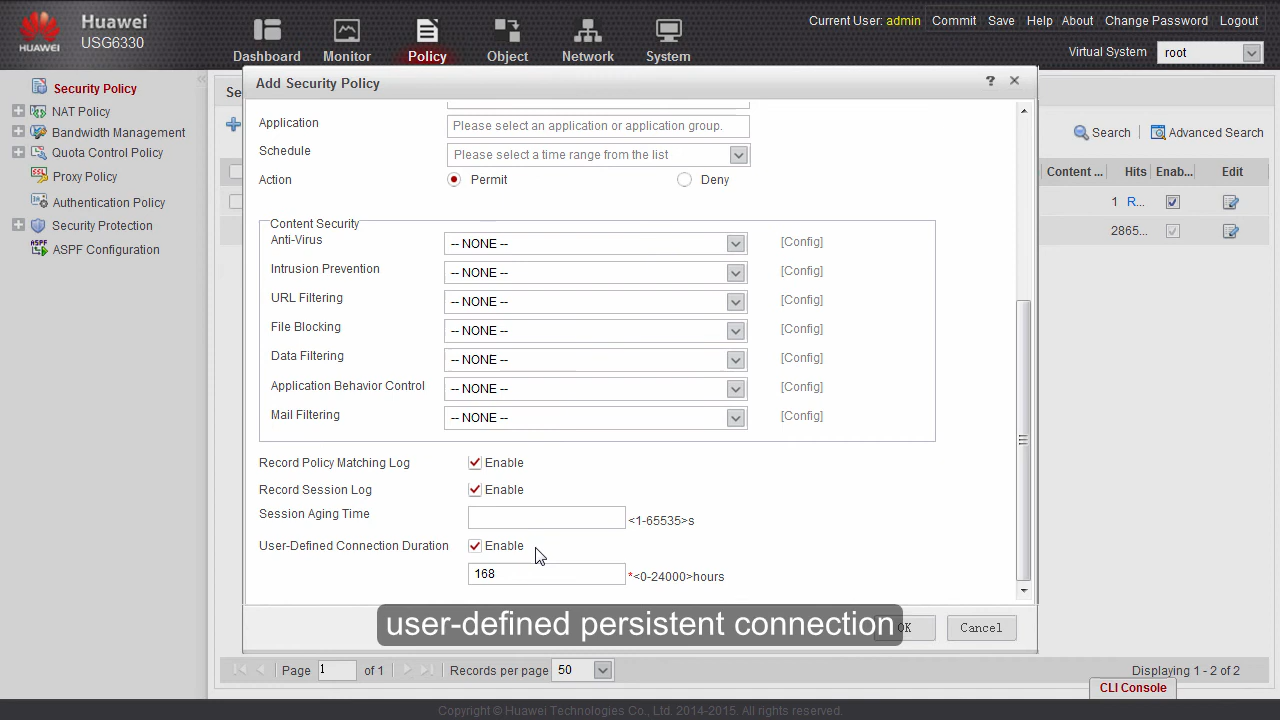 Huawei
USG6330
HUAWEI
Dashboard
Monitor
Policy
Object
Network
System
Current User: admin
Commit
Save
Help
About
Change Password
Logout
Virtual System
root
Security Policy
NAT Policy
Bandwidth Management
Quota Control Policy
Proxy Policy
Authentication Policy
Security Protection
ASPF
ASPF Configuration
Se
Search
Advanced Search
Content ...
Hits
Enab...
Edit
1 R...
2865...
Add Security Policy
?
Application
Please select an application or application group.
Schedule
Please select a time range from the list
Action
Permit
Deny
Content Security
Anti-Virus
-- NONE --
[Config]
Intrusion Prevention
-- NONE --
[Config]
URL Filtering
-- NONE --
[Config]
File Blocking
-- NONE --
[Config]
Data Filtering
-- NONE --
[Config]
Application Behavior Control
-- NONE --
[Config]
Mail Filtering
-- NONE --
[Config]
Record Policy Matching Log
Enable
Record Session Log
Enable
Session Aging Time
<1-65535>s
User-Defined Connection Duration
Enable
168
*<0-24000>hours
user-defined persistent connection
OK
Cancel
Page
1
of 1
Records per page
50
Displaying 1 - 2 of 2
CLI Console
Copyright © Huawei Technologies Co., Ltd. 2014-2015. All rights reserved.